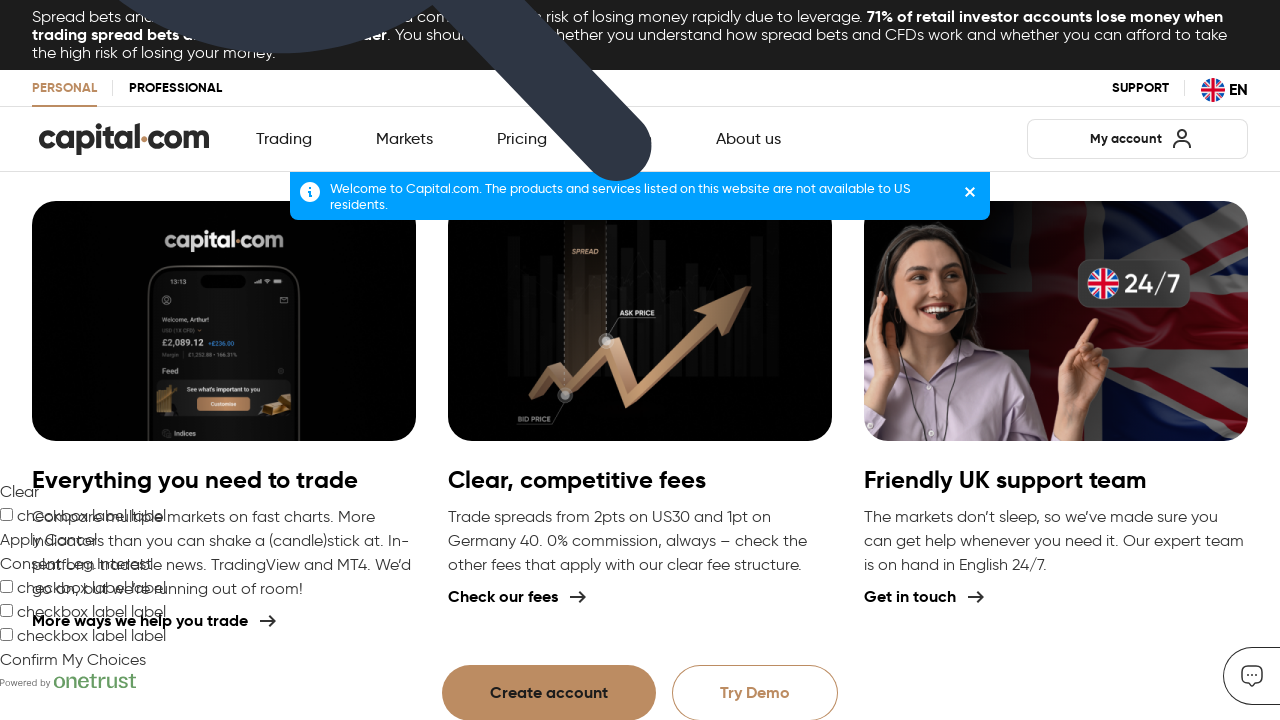 Spread bets and risk of losing money rapidly due to leverage. 71% of retail investor accounts lose money when
trading spread bets . You should whether you understand how spread bets and CFDs work and whether you can afford to take
the high risk of losing your money.
PERSONAL PROFESSIONAL SUPPORT EN
capital.com Trading Markets Pricing About us My account
Welcome to Capital.com. The products and services listed on this website are not available to US
residents.
capital.com
13:13
Welcome, Arthur!
USD (1X CFD)
£2,089.12 +£236.00
Margin £1,252.88 • 166.31%
Feed
See what's important to you
Customise
Indices
SPREAD
ASK PRICE
BID PRICE
24/7
Everything you need to trade
Compare multiple markets on fast charts. More
indicators than you can shake a (candle)stick at. In-
platform tradable news. TradingView and MT4. We'd
go on, but we're running out of room!
More ways we help you trade
Clear, competitive fees
Trade spreads from 2pts on US30 and 1pt on
Germany 40. 0% commission, always – check the
other fees that apply with our clear fee structure.
Check our fees
Friendly UK support team
The markets don't sleep, so we've made sure you
can get help whenever you need it. Our expert team
is on hand in English 24/7.
Get in touch
Clear
checkbox label label
Apply Cancel
Consent Leg.Interest
checkbox label label
checkbox label label
checkbox label label
Confirm My Choices
Powered by onetrust
Create account Try Demo